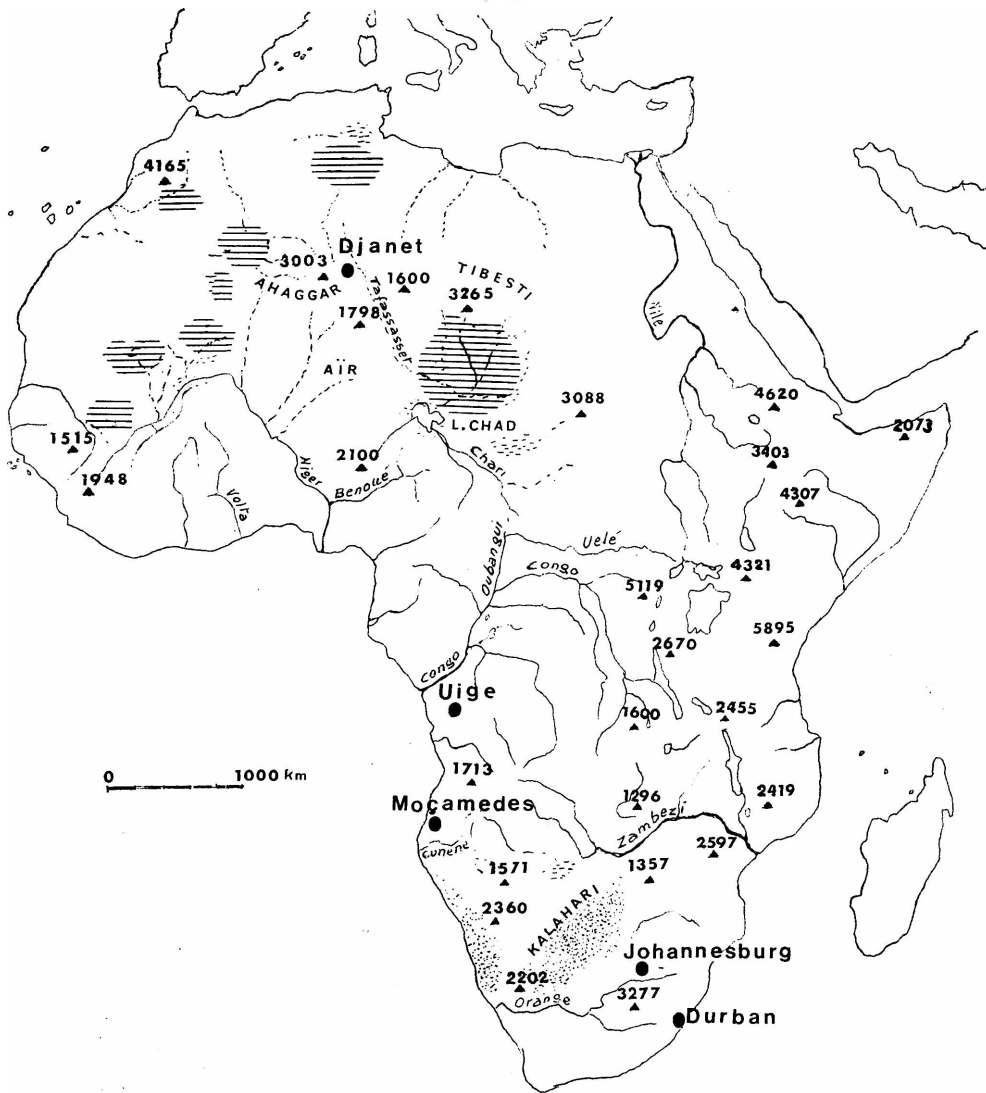 4165
Djanet
3003
AHAGGAR
1600
TIBESTI
3265
Tafassasset
1798
AÏR
Nile
3088
4620
2073
L.CHAD
1515
2100
3403
1948
Niger
Benoue
Chari
4307
Volta
Oubangui
Uelé
Congo
4321
5119
5895
2670
Congo
Uige
1600
2455
0 1000 km
1713
1296
2419
Moçamedes
Zambezi
Cunene
2597
1571
1357
2360
KALAHARI
Johannesburg
2202
Orange
3277
Durban